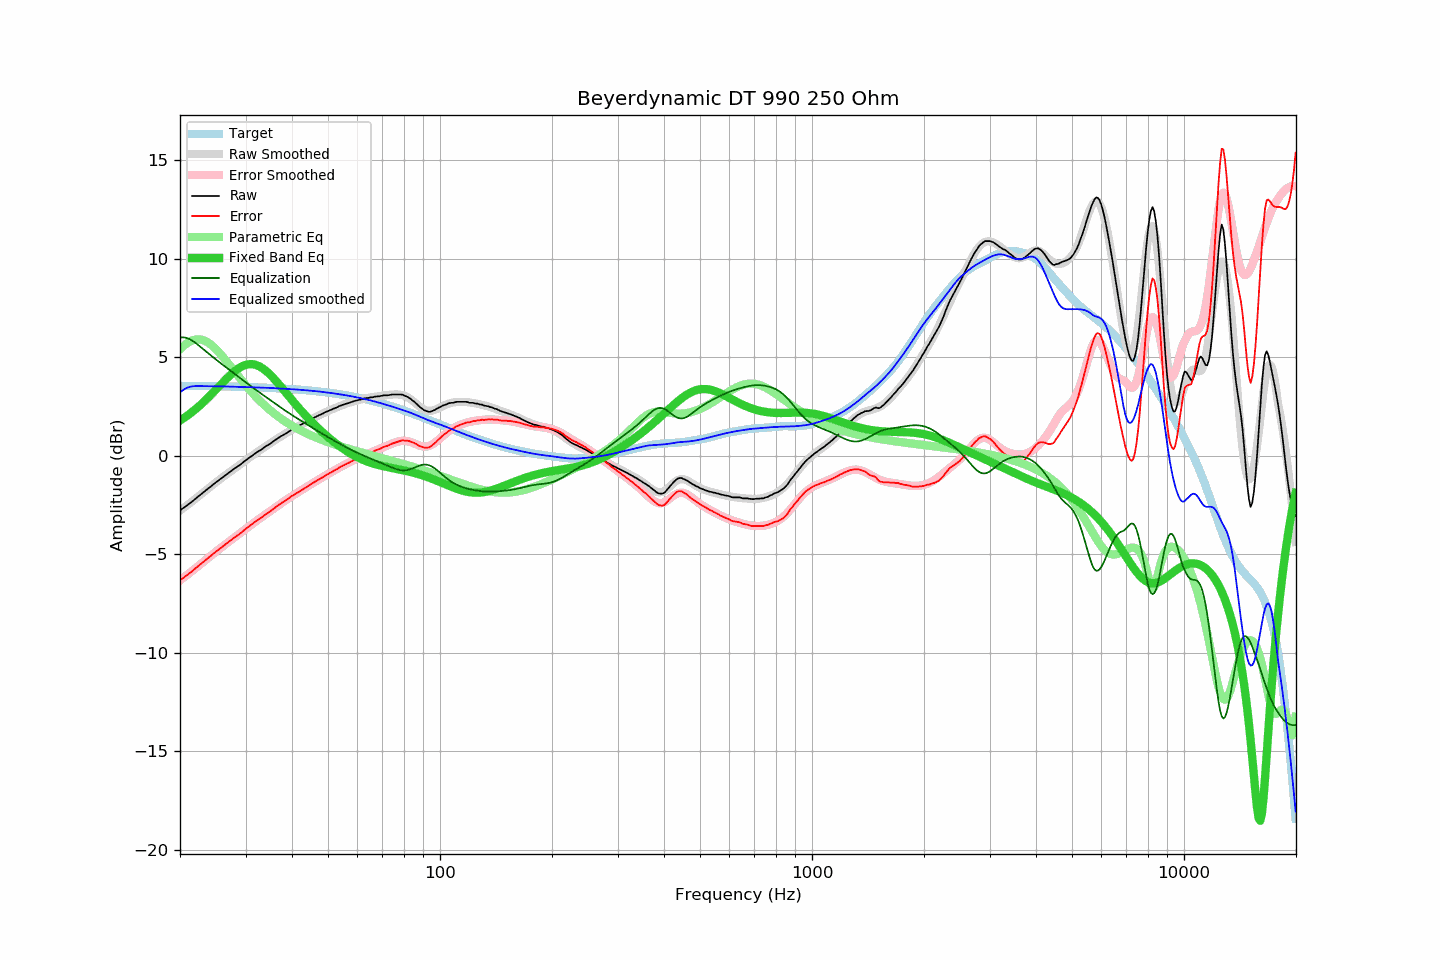 Beyerdynamic DT 990 250 Ohm
Target
Raw Smoothed
Error Smoothed
Raw
Error
Parametric Eq
Fixed Band Eq
Equalization
Equalized smoothed
15
10
5
0
−5
−10
−15
−20
Amplitude (dBr)
100
1000
10000
Frequency (Hz)